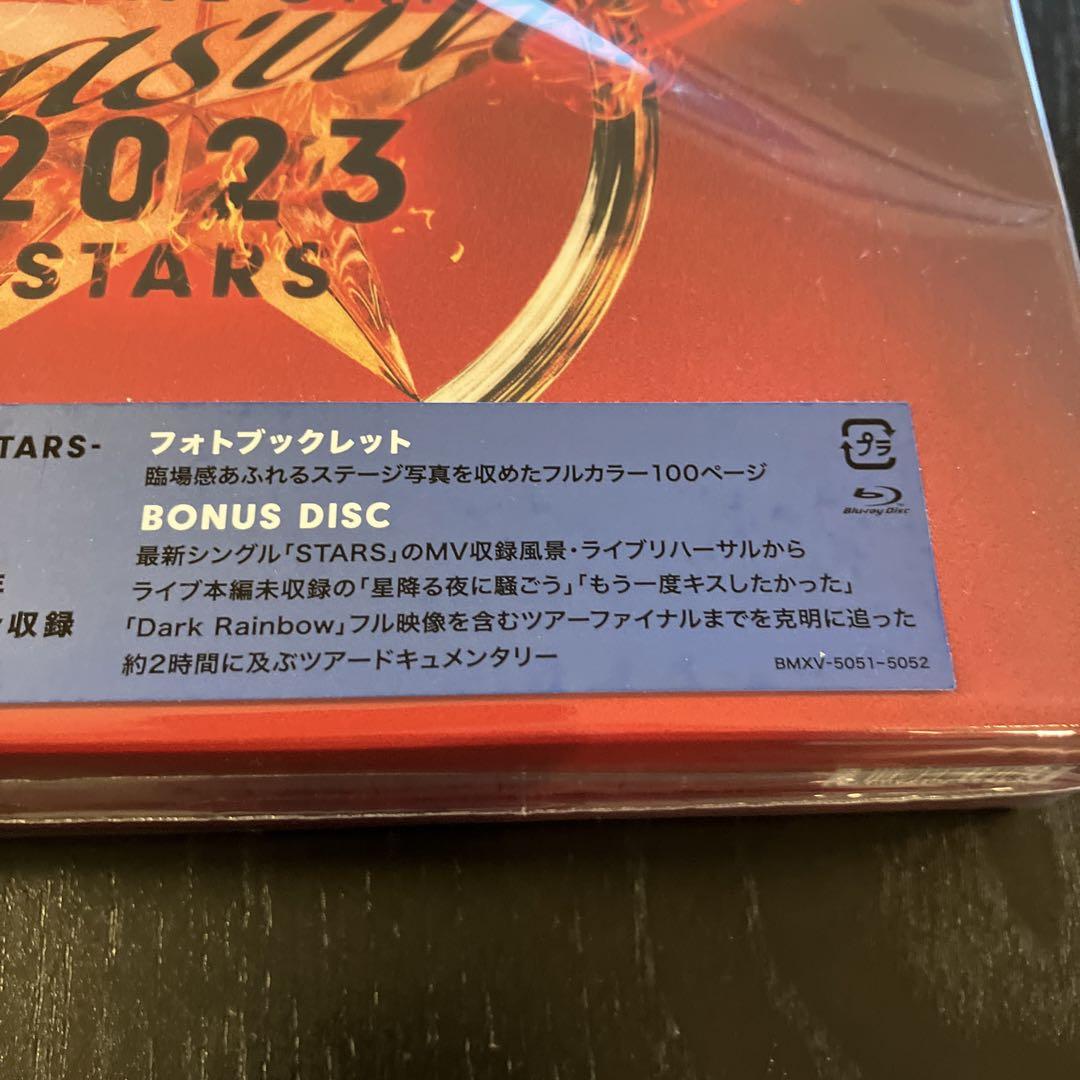 2023
STARS
TARS-
収録
フォトブックレット
臨場感あふれるステージ写真を収めたフルカラー100ページ
BONUS DISC
最新シングル「STARS」のMV収録風景・ライブリハーサルから
ライブ本編未収録の「星降る夜に騒ごう」「もう一度キスしたかった」
「Dark Rainbow」フル映像を含むツアーファイナルまでを克明に追った
約2時間に及ぶツアードキュメンタリー
BMXV-5051~5052
プラ
Blu-ray Disc